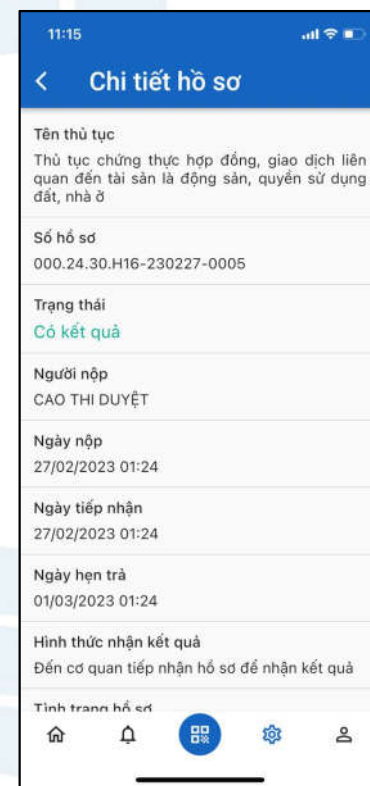 11:15
Chi tiết hồ sơ
Tên thủ tục
Thủ tục chứng thực hợp đồng, giao dịch liên
quan đến tài sản là động sản, quyền sử dụng
đất, nhà ở
Số hồ sơ
000.24.30.H16-230227-0005
Trạng thái
Có kết quả
Người nộp
CAO THI DUYỆT
Ngày nộp
27/02/2023 01:24
Ngày tiếp nhận
27/02/2023 01:24
Ngày hẹn trả
01/03/2023 01:24
Hình thức nhận kết quả
Đến cơ quan tiếp nhận hồ sơ để nhận kết quả
Tình trạng hồ sơ